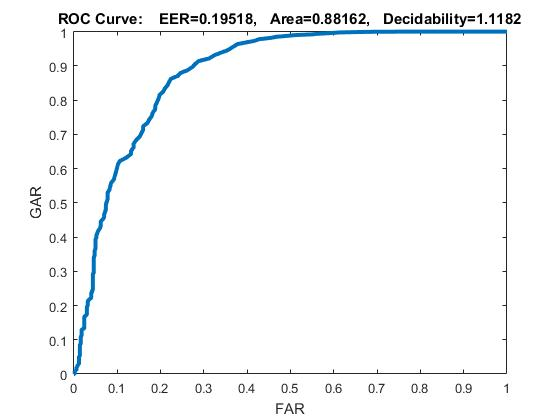 ROC Curve: EER=0.19518, Area=0.88162, Decidability=1.1182
1
0.9
0.8
0.7
0.6
0.5
0.4
0.3
0.2
0.1
0
GAR
0 0.1 0.2 0.3 0.4 0.5 0.6 0.7 0.8 0.9 1
FAR